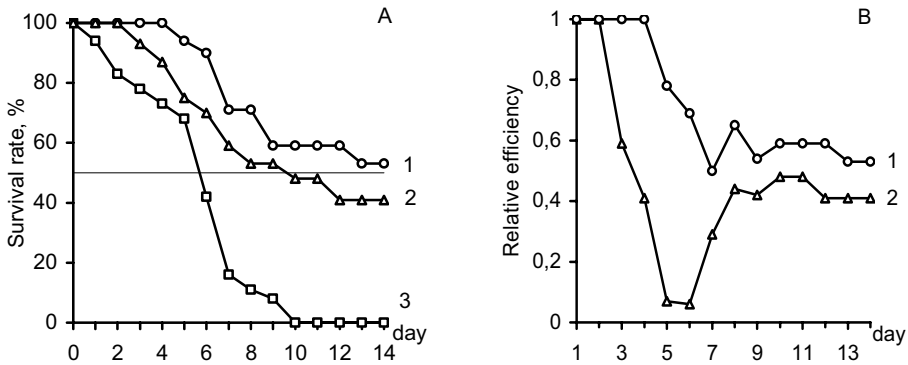 A
Survival rate, %
100
80
60
40
20
0
1
2
3
0 2 4 6 8 10 12 14
day
B
Relative efficiency
1
0,8
0,6
0,4
0,2
0
1
2
1 3 5 7 9 11 13
day